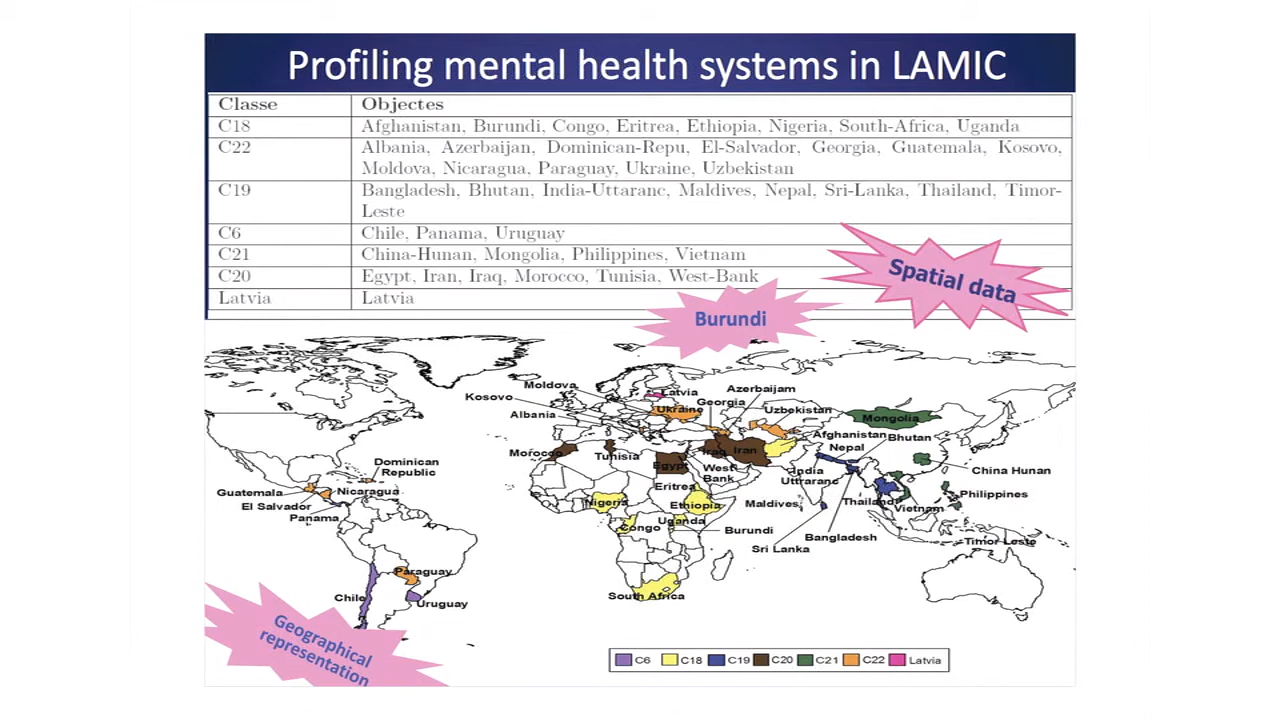 Profiling mental health systems in LAMIC
Classe Objectes
C18 Afghanistan, Burundi, Congo, Eritrea, Ethiopia, Nigeria, South-Africa, Uganda
C22 Albania, Azerbaijan, Dominican-Repu, El-Salvador, Georgia, Guatemala, Kosovo,
Moldova, Nicaragua, Paraguay, Ukraine, Uzbekistan
C19 Bangladesh, Bhutan, India-Uttaranc, Maldives, Nepal, Sri-Lanka, Thailand, Timor-
Leste
C6 Chile, Panama, Uruguay
C21 China-Hunan, Mongolia, Philippines, Vietnam
C20 Egypt, Iran, Iraq, Morocco, Tunisia, West-Bank
Latvia Latvia
Spatial data
Burundi
Moldova
Kosovo
Albania
Latvia
Ukraine
Georgia
Azerbaijam
Uzbekistan
Mongolia
Afghanistan
Bhutan
Nepal
Morocco
Tunisia
Egypt
Iraq
Iran
West
Bank
India
Uttraranc
China Hunan
Dominican
Republic
Guatemala
Nicaragua
El Salvador
Panama
Nigeria
Eritrea
Ethiopia
Maldives
Thailand
Vietnam
Philippines
Congo
Uganda
Burundi
Sri Lanka
Bangladesh
Timor Leste
Paraguay
Chile
Uruguay
South Africa
Geographical
representation
C6 C18 C19 C20 C21 C22 Latvia